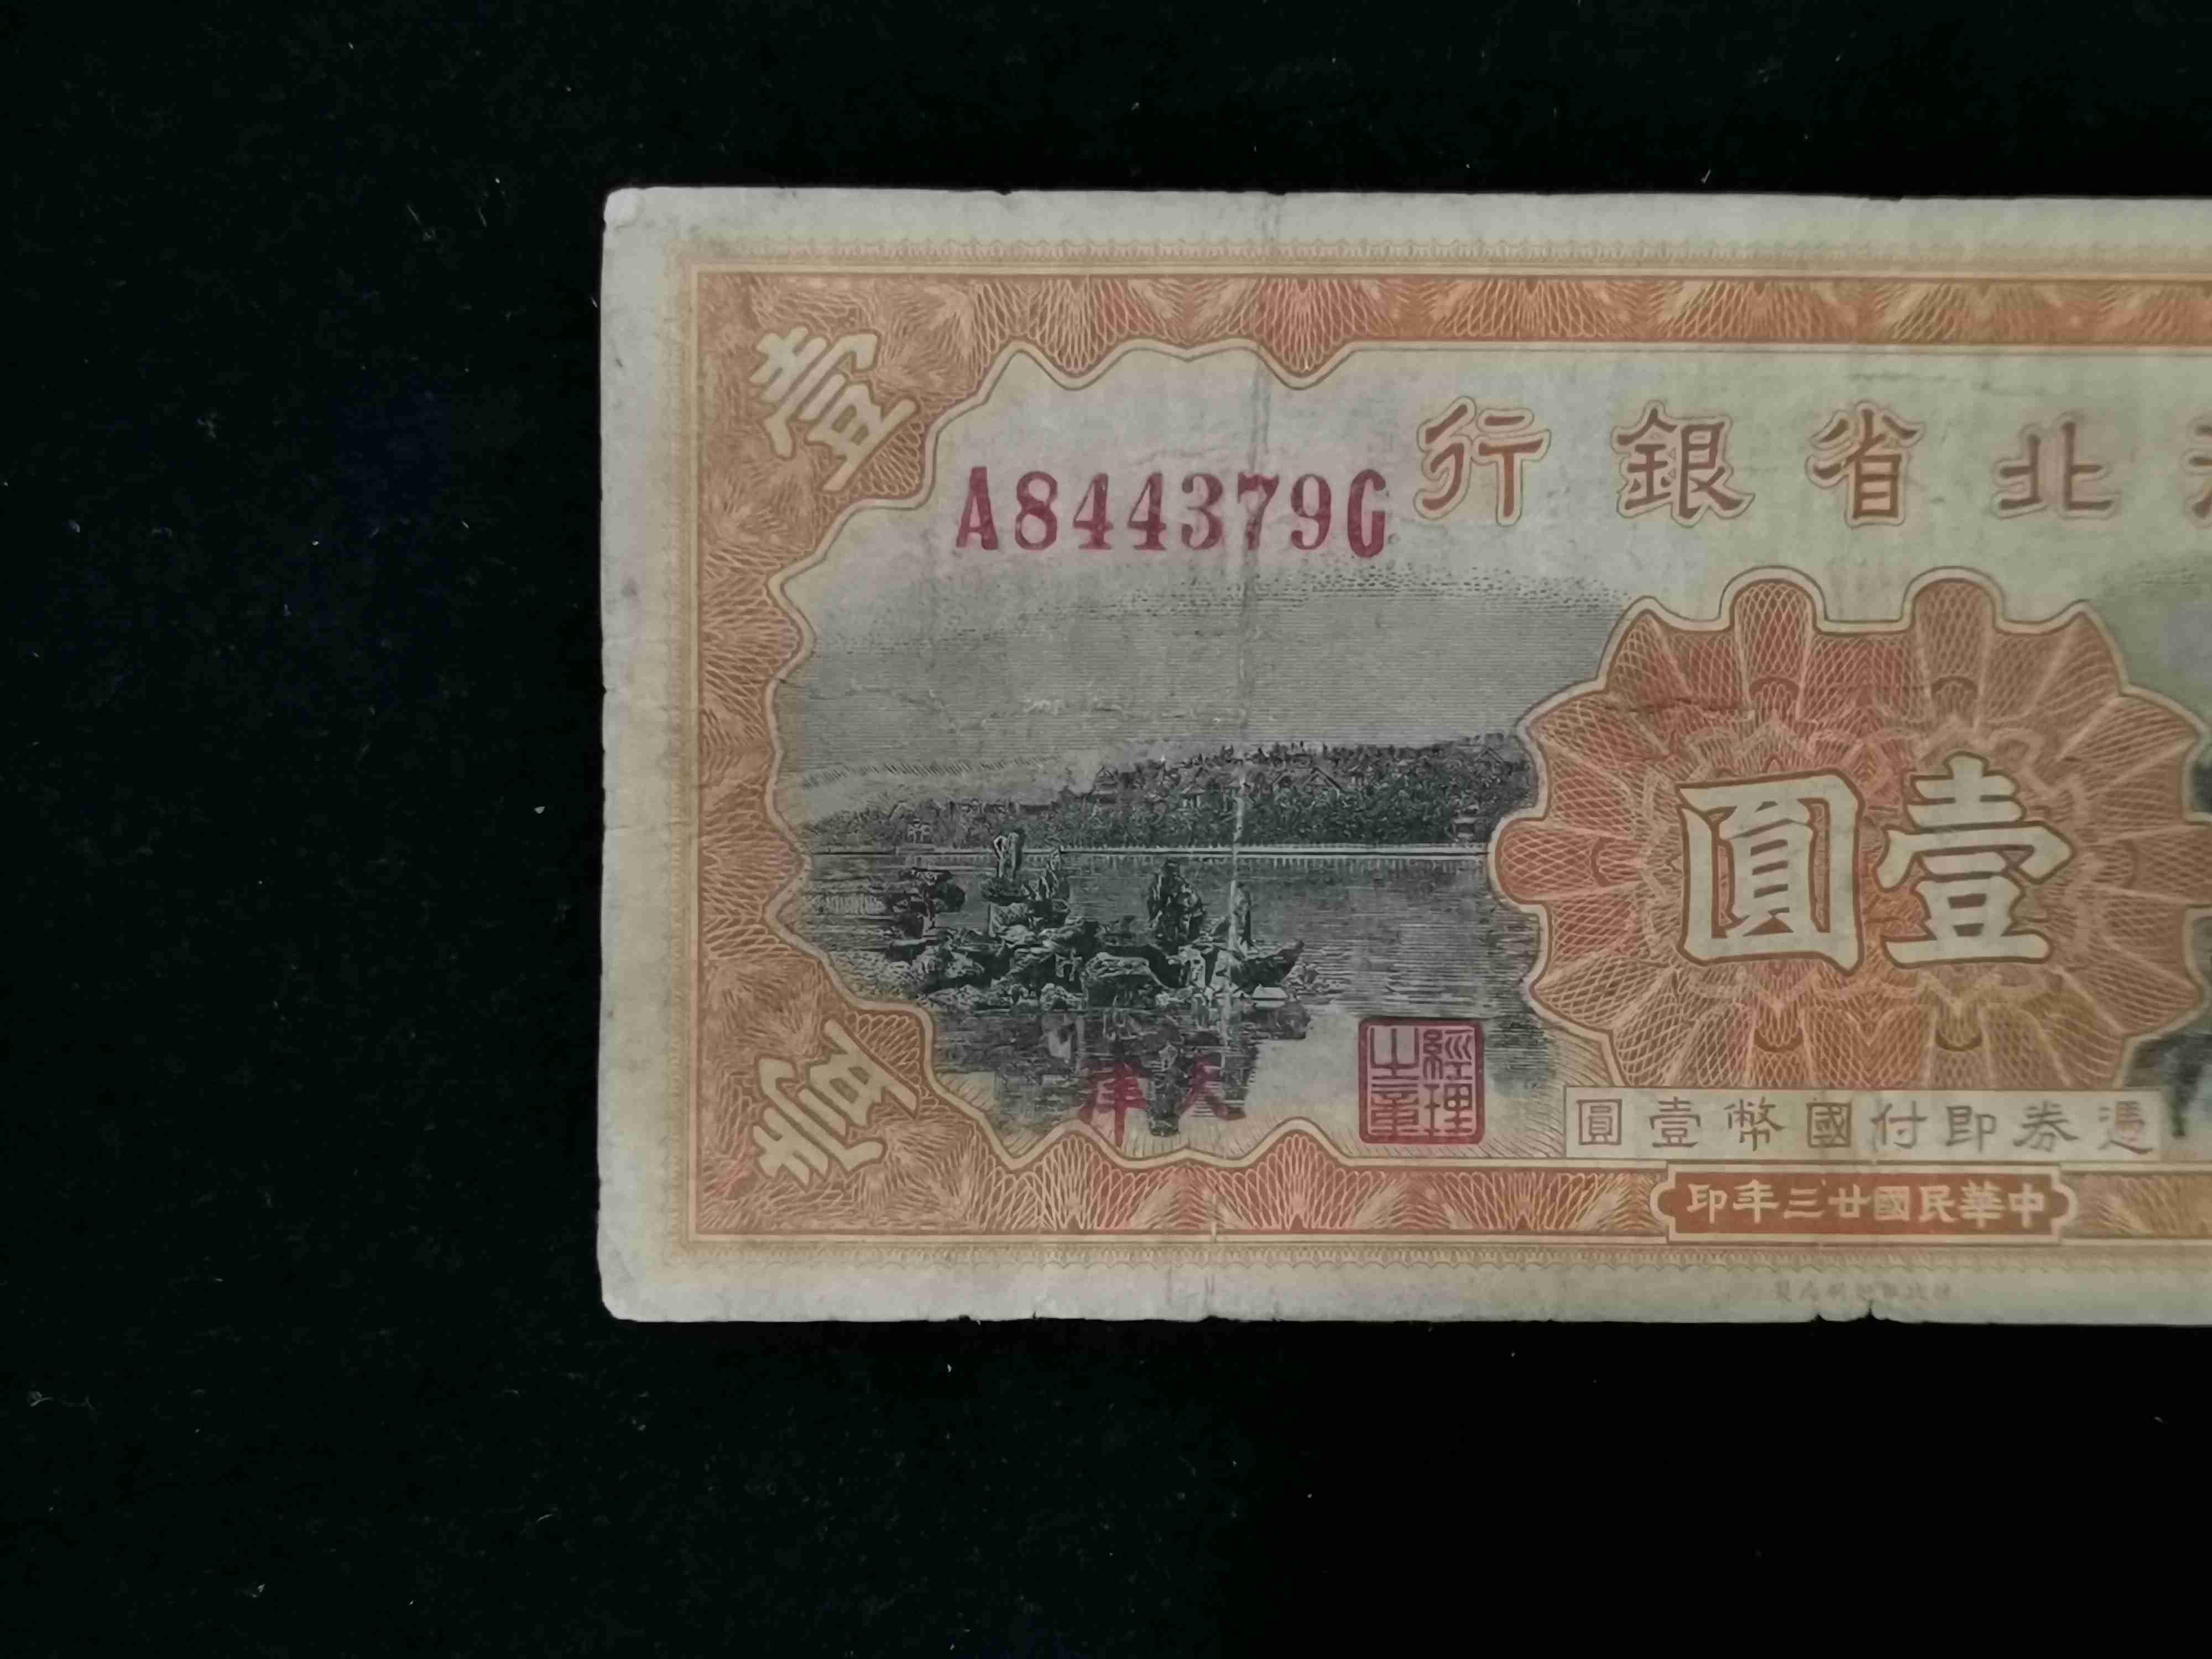 北省銀行
A844379G
壹
壹圓
天津
經理之章
憑券即付國幣壹圓
壹
中華民國廿三年印